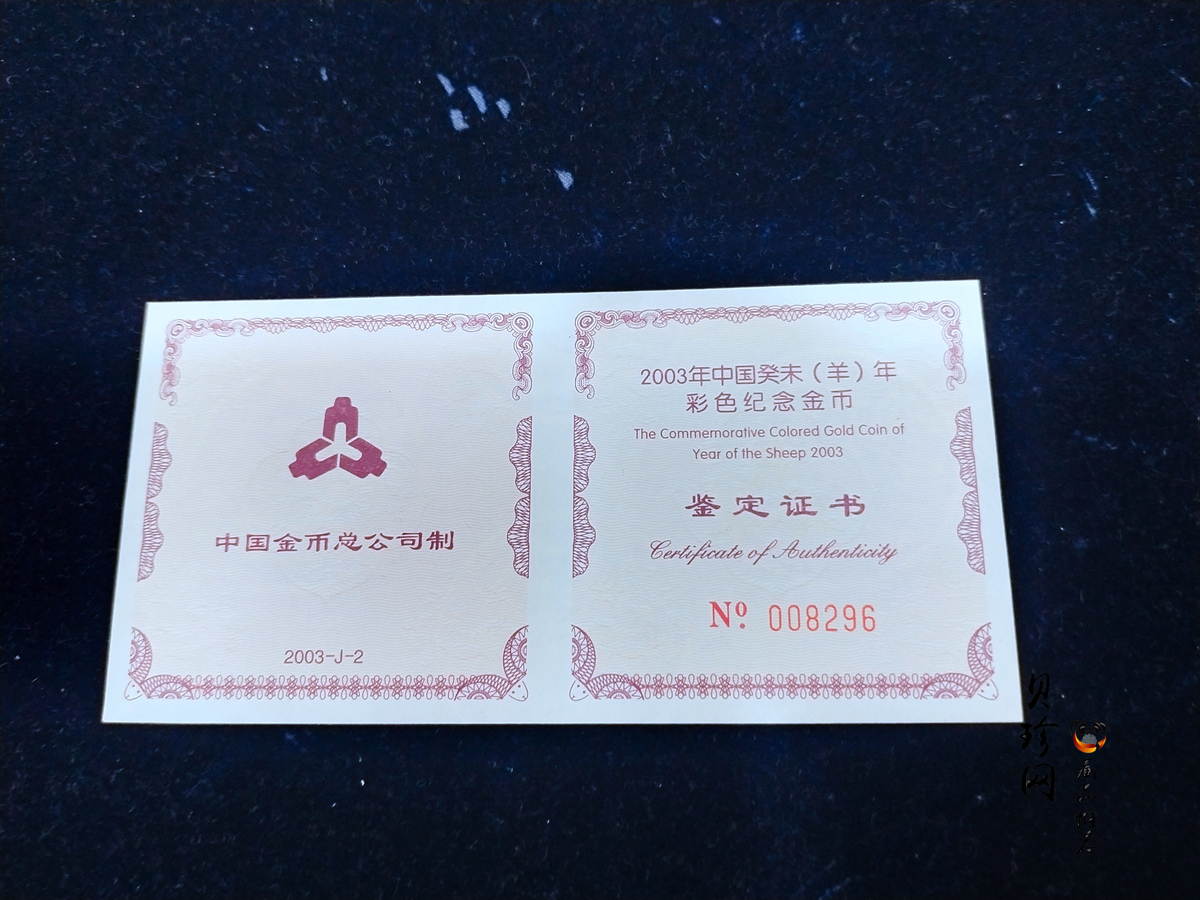 中国金币总公司制
2003-J-2
2003年中国癸未（羊）年
彩色纪念金币
The Commemorative Colored Gold Coin of
Year of the Sheep 2003
鉴定证书
Certificate of Authenticity
Nº 008296
贝珍网